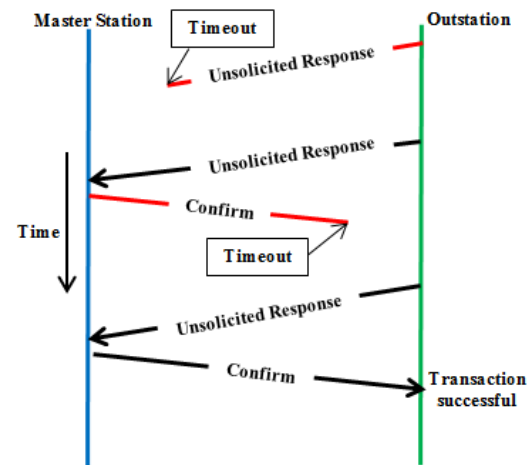 Master Station
Outstation
Timeout
Unsolicited Response
Unsolicited Response
Confirm
Time
Timeout
Unsolicited Response
Confirm
Transaction
successful